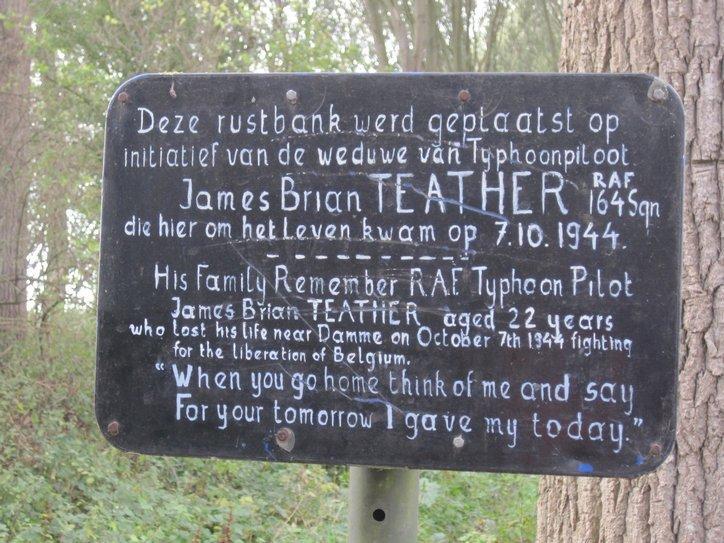 Deze rustbank werd geplaatst op
initiatief van de weduwe van Typhoonpiloot
James Brian TEATHER RAF 164 Sqn
die hier om het leven kwam op 7.10.1944.
His Family Remember R.A.F. Typhoon Pilot
James Brian TEATHER aged 22 years
who lost his life near Damme on October 7th 1944 fighting
for the liberation of Belgium.
"When you go home think of me and say
For your tomorrow I gave my today."